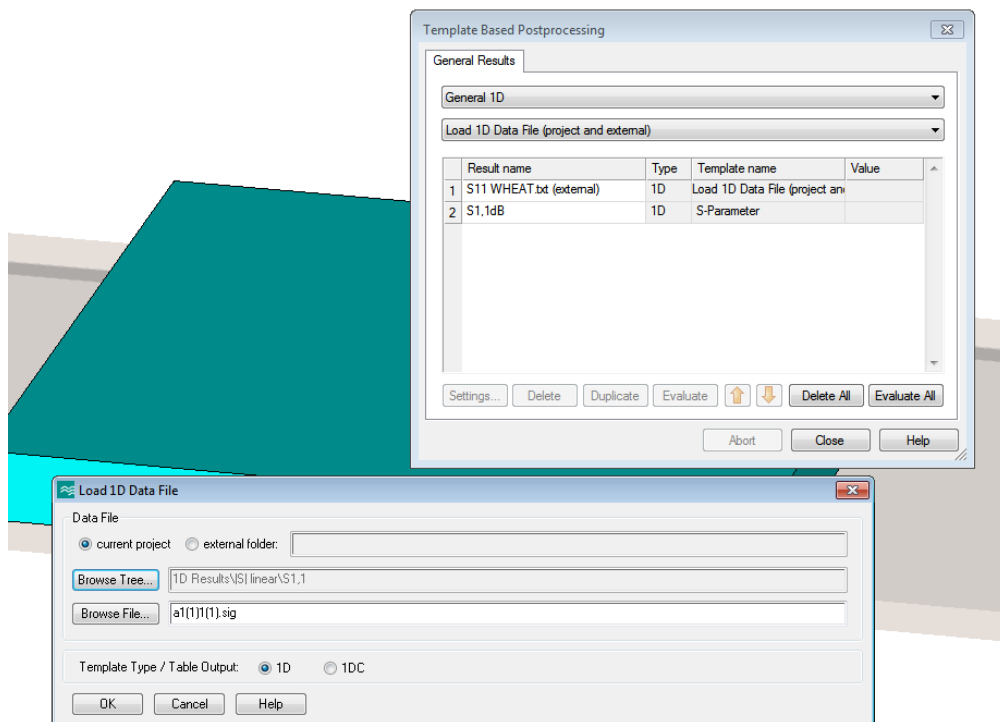 Template Based Postprocessing
General Results
General 1D
Load 1D Data File (project and external)
Result name Type Template name Value
1 S11 WHEAT.txt (external) 1D Load 1D Data File (project and
2 S1,1dB 1D S-Parameter
Settings... Delete Duplicate Evaluate Delete All Evaluate All
Abort Close Help
Load 1D Data File
Data File
current project external folder:
Browse Tree... 1D Results\|S| linear\S1,1
Browse File... a1(1)1(1).sig
Template Type / Table Output: 1D 1DC
OK Cancel Help